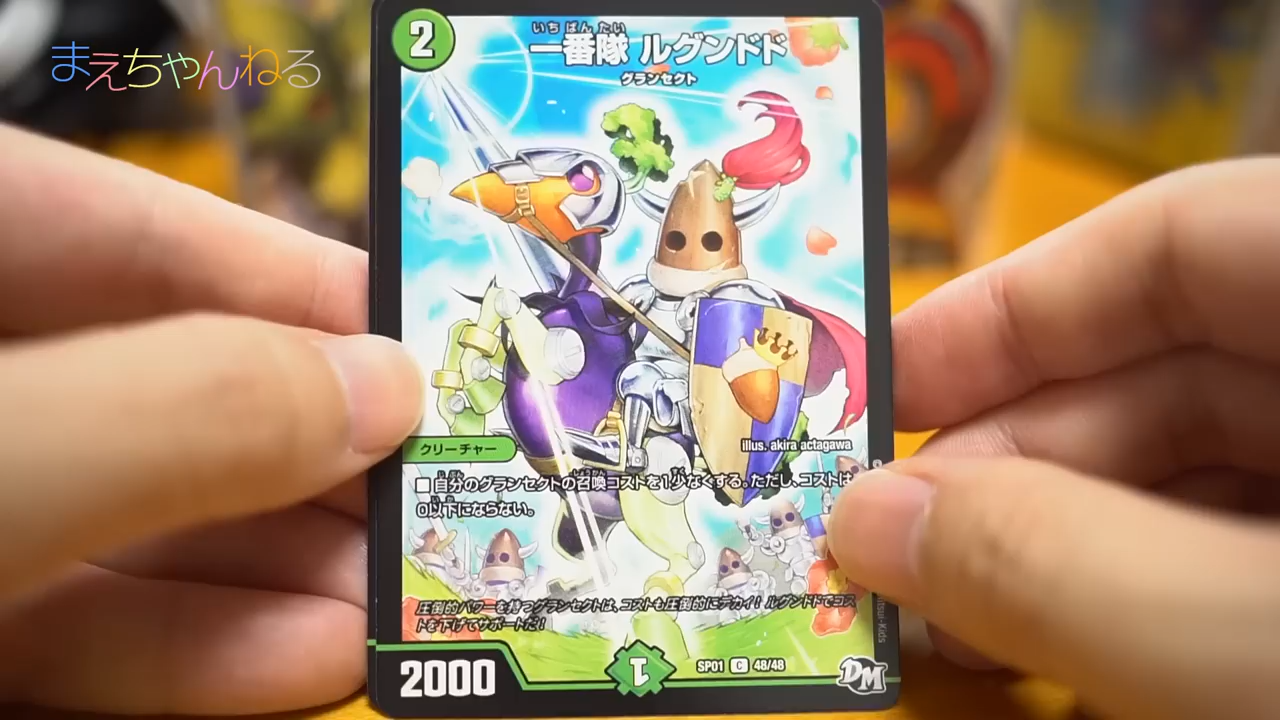 まえちゃんねる
2
いちばんたい
一番隊 ルグンドド
グランセクト
クリーチャー
illus. akira actagawa
■自分のグランセクトの召喚コストを1少なくする。ただし、コストは
0以下にならない。
圧倒的パワーを持つグランセクトは、コストも圧倒的にデカイ! ルグンドドでコス
トを下げてサポートだ!
2000
1
SP01 C 48/48
DM